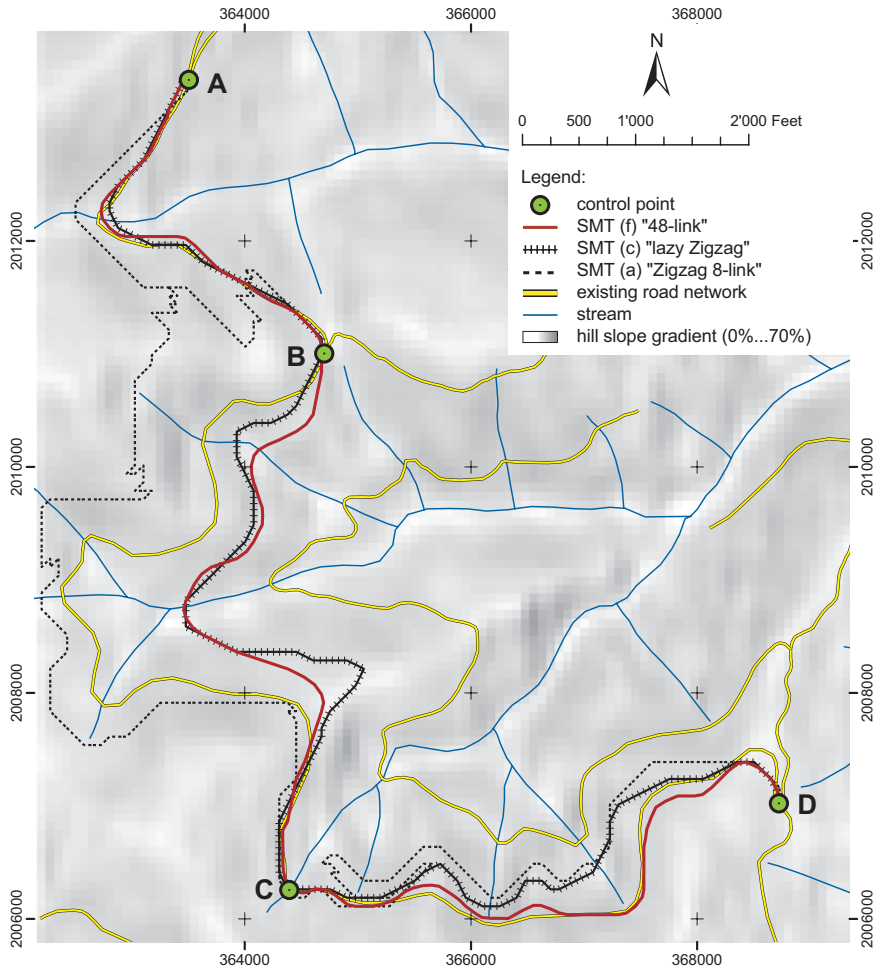 364000 366000 368000
A
N
0 500 1'000 2'000 Feet
Legend:
control point
SMT (f) "48-link"
SMT (c) "lazy Zigzag"
SMT (a) "Zigzag 8-link"
existing road network
stream
hill slope gradient (0%...70%)
2012000 2012000
B
2010000 2010000
2008000 2008000
D
C
2006000 2006000
364000 366000 368000